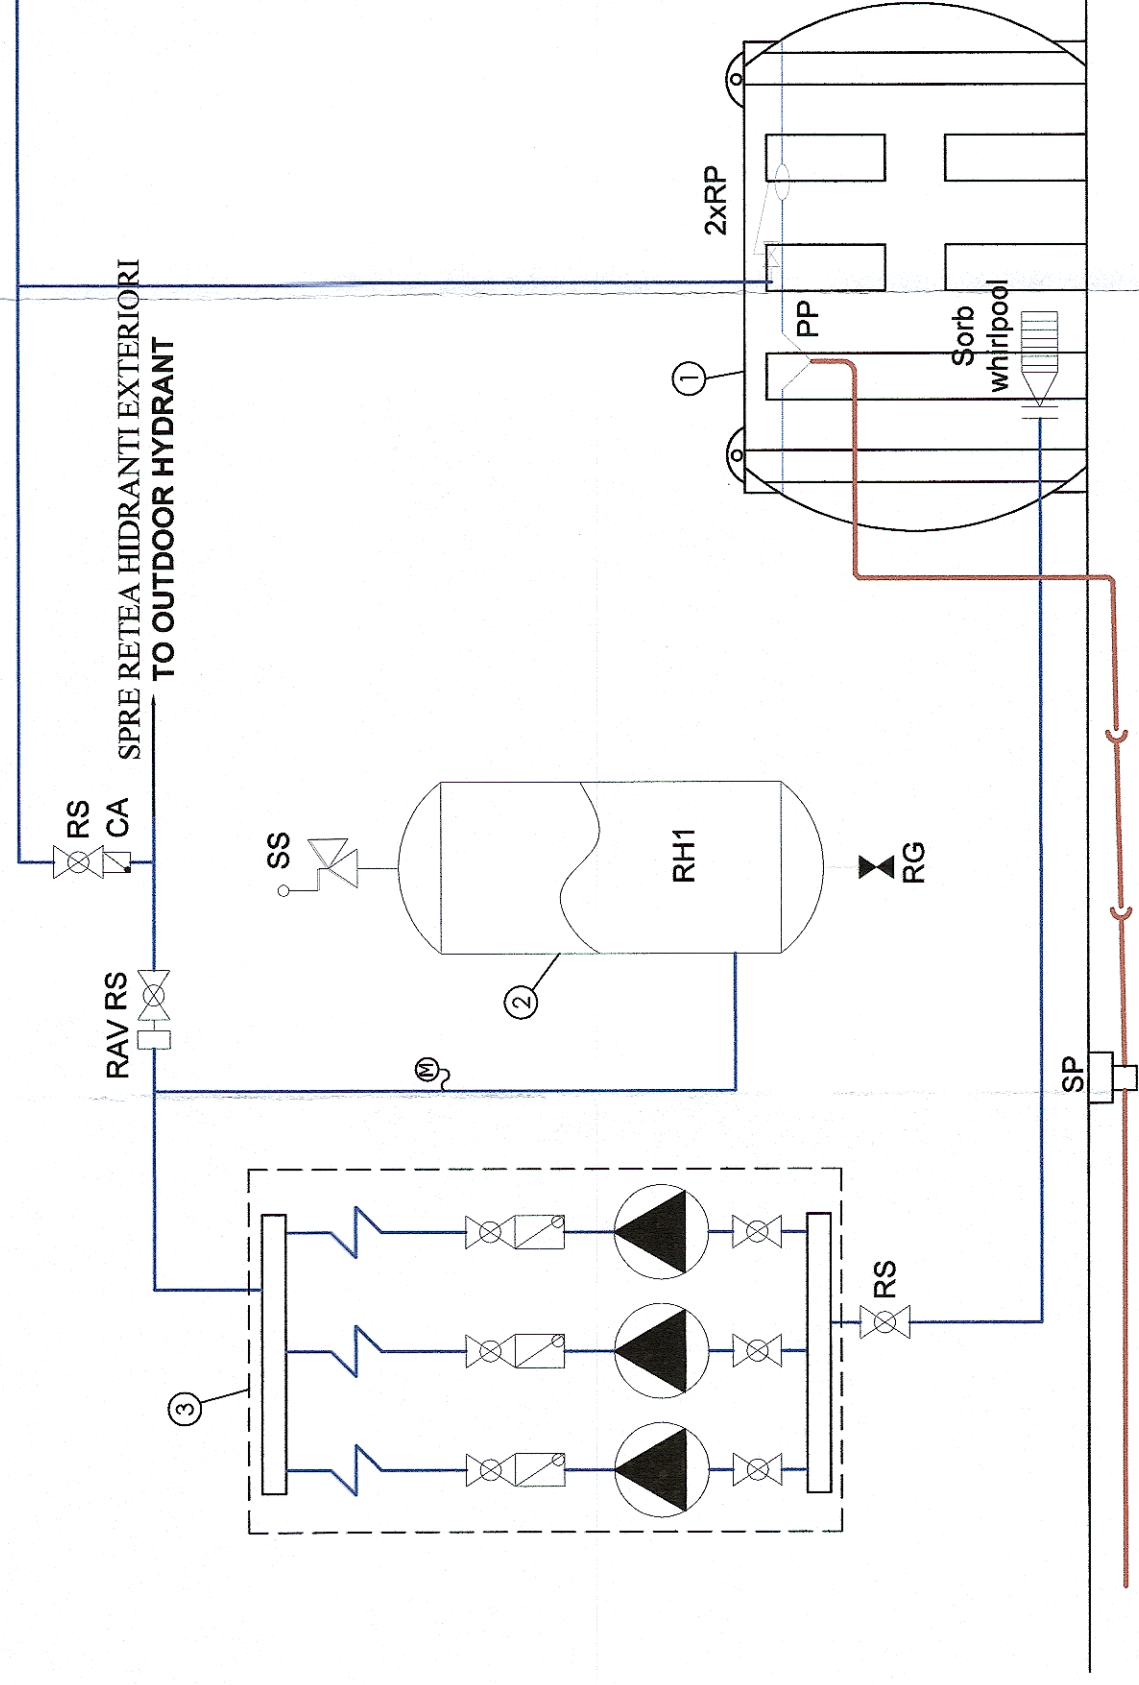 SPRE RETEA HIDRANTI EXTERIORI
TO OUTDOOR HYDRANT
RS
CA
RAV RS
SS
RH1
RG
2
M
3
RS
1
2xRP
PP
Sorb
whirlpool
SP